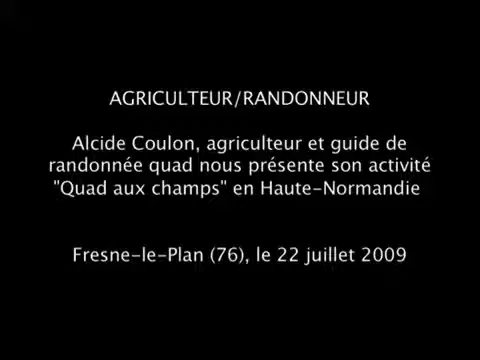 AGRICULTEUR/RANDONNEUR
Alcide Coulon, agriculteur et guide de
randonnée quad nous présente son activité
"Quad aux champs" en Haute-Normandie
Fresne-le-Plan (76), le 22 juillet 2009